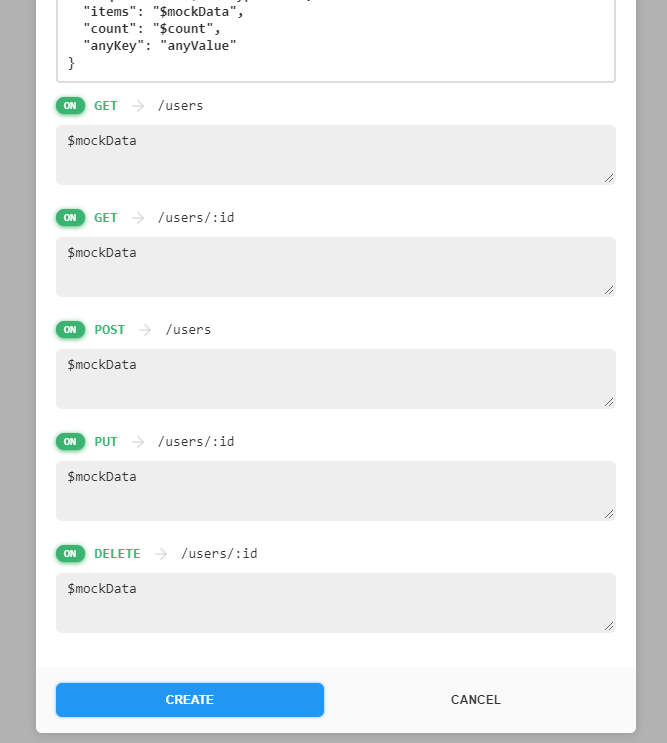 "items": "$mockData",
"count": "$count",
"anyKey": "anyValue"
}
ON GET → /users
$mockData
ON GET → /users/:id
$mockData
ON POST → /users
$mockData
ON PUT → /users/:id
$mockData
ON DELETE → /users/:id
$mockData
CREATE CANCEL